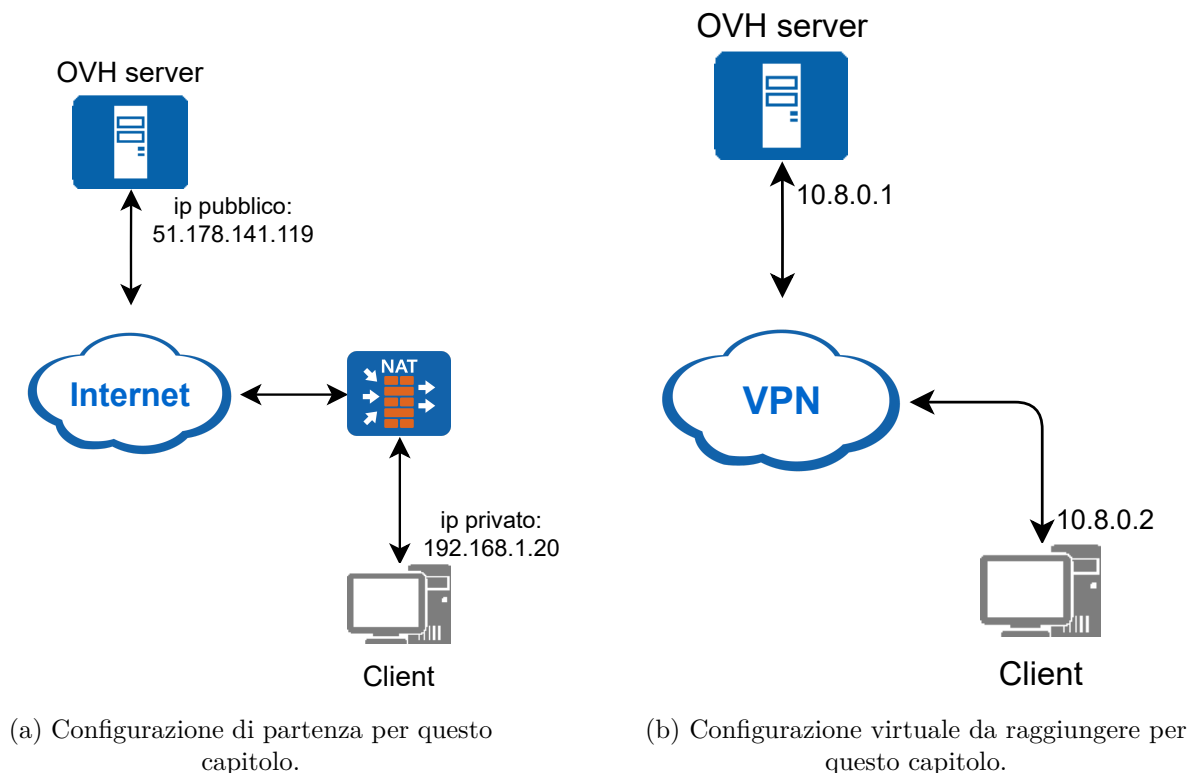 OVH server
ip pubblico:
51.178.141.119
Internet
NAT
ip privato:
192.168.1.20
Client
(a) Configurazione di partenza per questo
capitolo.
OVH server
10.8.0.1
VPN
10.8.0.2
Client
(b) Configurazione virtuale da raggiungere per
questo capitolo.